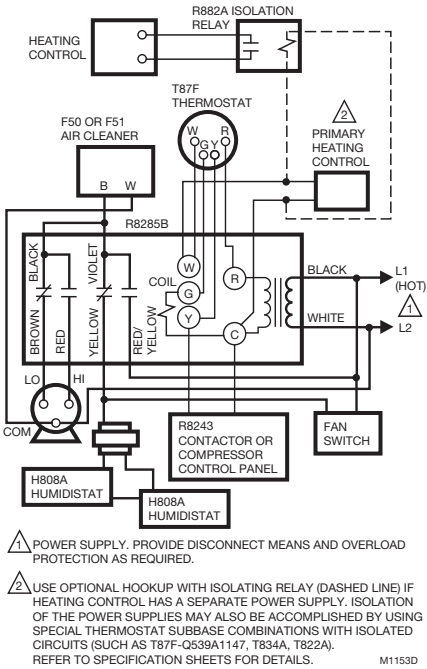 R882A ISOLATION
RELAY
HEATING
CONTROL
T87F
THERMOSTAT
W
R
G
Y
2
PRIMARY
HEATING
CONTROL
F50 OR F51
AIR CLEANER
B W
R8285B
BLACK
VIOLET
BROWN
RED
YELLOW
RED/
YELLOW
COIL
W
G
Y
R
C
BLACK
WHITE
L1
(HOT)
1
L2
LO
HI
COM
R8243
CONTACTOR OR
COMPRESSOR
CONTROL PANEL
FAN
SWITCH
H808A
HUMIDISTAT
H808A
HUMIDISTAT
1 POWER SUPPLY. PROVIDE DISCONNECT MEANS AND OVERLOAD
PROTECTION AS REQUIRED.
2 USE OPTIONAL HOOKUP WITH ISOLATING RELAY (DASHED LINE) IF
HEATING CONTROL HAS A SEPARATE POWER SUPPLY. ISOLATION
OF THE POWER SUPPLIES MAY ALSO BE ACCOMPLISHED BY USING
SPECIAL THERMOSTAT SUBBASE COMBINATIONS WITH ISOLATED
CIRCUITS (SUCH AS T87F-Q539A1147, T834A, T822A).
REFER TO SPECIFICATION SHEETS FOR DETAILS.
M1153D